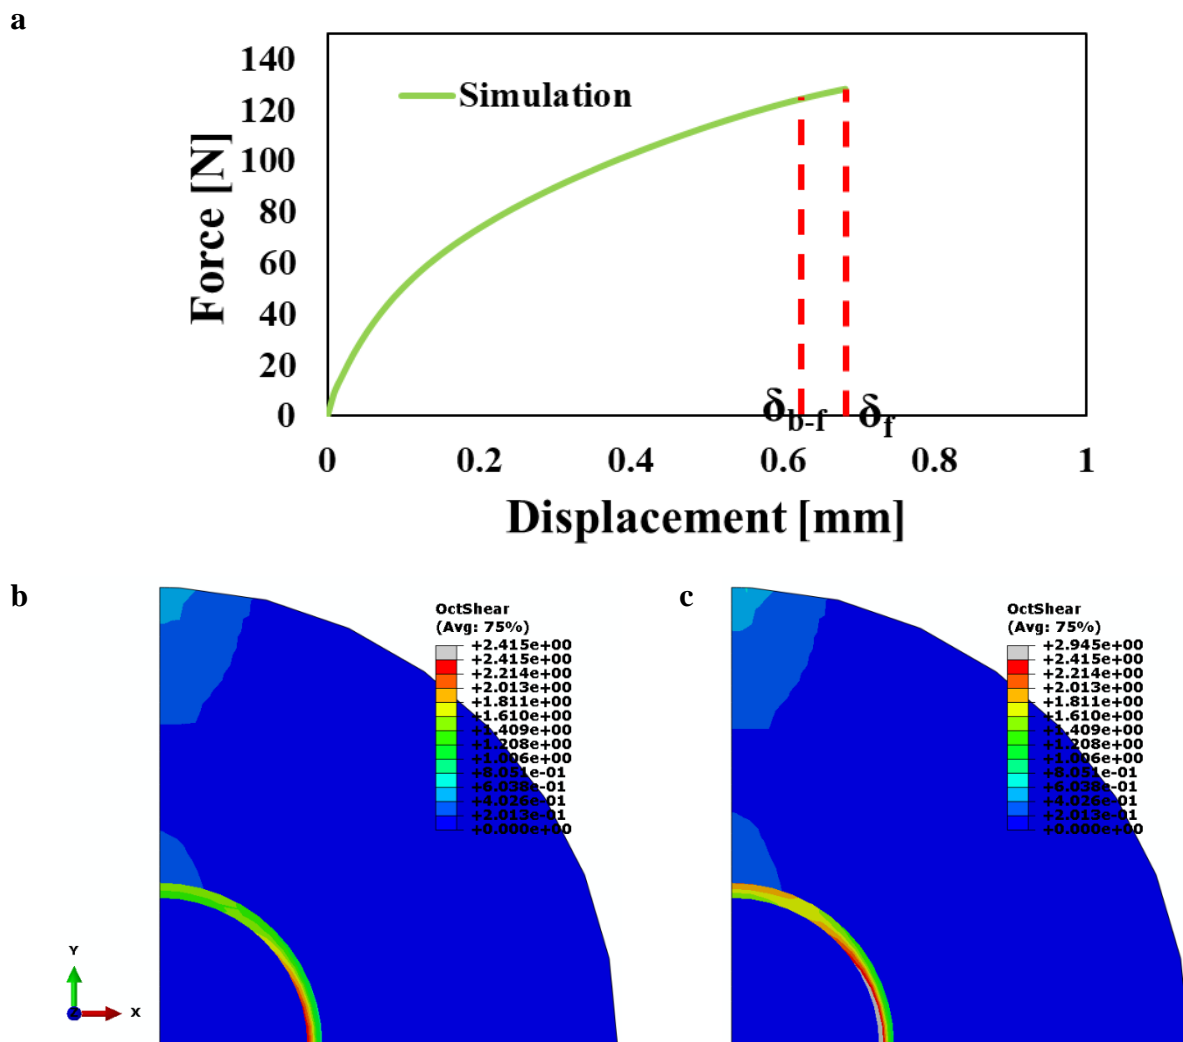 a
140
120
100
80
60
40
20
0
Force [N]
Simulation
δb-f
δf
0 0.2 0.4 0.6 0.8 1
Displacement [mm]
b
OctShear
(Avg: 75%)
+2.415e+00
+2.415e+00
+2.214e+00
+2.013e+00
+1.811e+00
+1.610e+00
+1.409e+00
+1.208e+00
+1.006e+00
+8.051e-01
+6.038e-01
+4.026e-01
+2.013e-01
+0.000e+00
Y
Z
X
c
OctShear
(Avg: 75%)
+2.945e+00
+2.415e+00
+2.214e+00
+2.013e+00
+1.811e+00
+1.610e+00
+1.409e+00
+1.208e+00
+1.006e+00
+8.051e-01
+6.038e-01
+4.026e-01
+2.013e-01
+0.000e+00